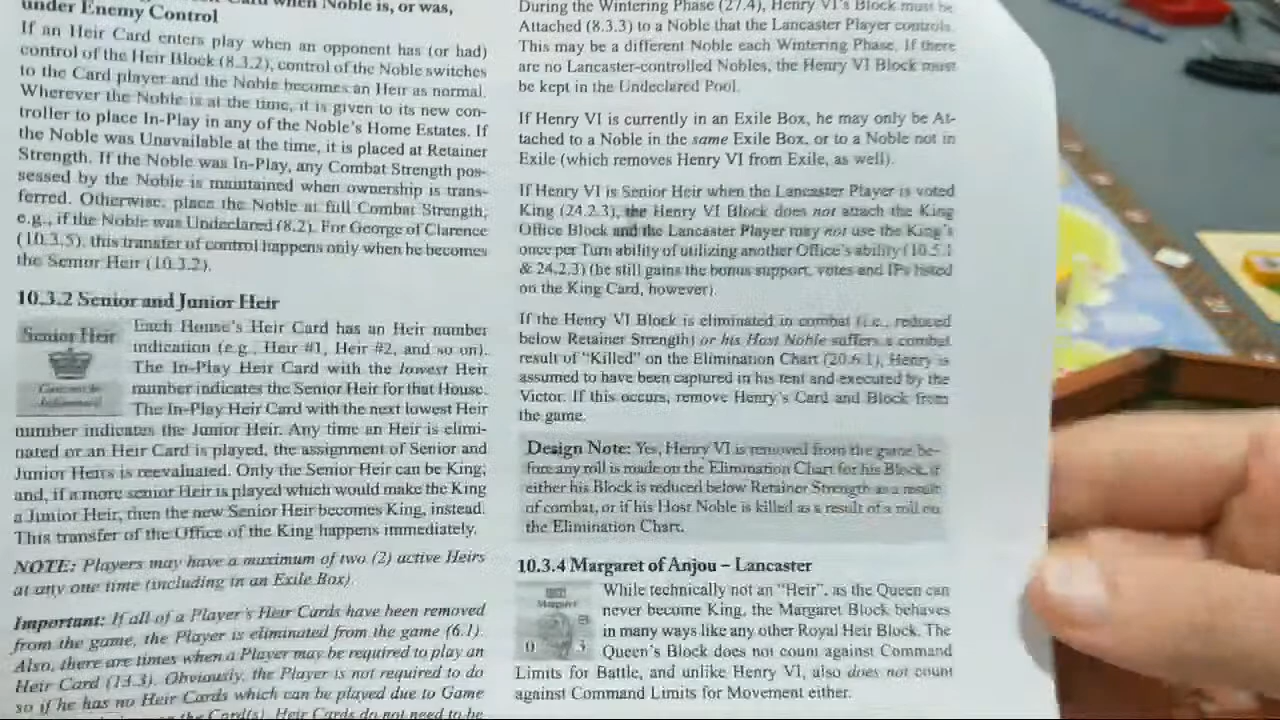 Card when Noble is, or was,
under Enemy Control
If an Heir Card enters play when an opponent has (or had)
control of the Heir Block (8.3.2), control of the Noble switches
to the Card player and the Noble becomes an Heir as normal.
Wherever the Noble is at the time, it is given to its new con-
troller to place In-Play in any of the Noble's Home Estates. If
the Noble was Unavailable at the time, it is placed at Retainer
Strength. If the Noble was In-Play, any Combat Strength pos-
sessed by the Noble is maintained when ownership is trans-
ferred. Otherwise, place the Noble at full Combat Strength,
e.g., if the Noble was Undeclared (8.2). For George of Clarence
(10.3.5), this transfer of control happens only when he becomes
the Senior Heir (10.3.2).
10.3.2 Senior and Junior Heir
Senior Heir
Each House's Heir Card has an Heir number
indication (e.g., Heir #1, Heir #2, and so on).
The In-Play Heir Card with the lowest Heir
number indicates the Senior Heir for that House.
The In-Play Heir Card with the next lowest Heir
number indicates the Junior Heir. Any time an Heir is elimi-
nated or an Heir Card is played, the assignment of Senior and
Junior Heirs is reevaluated. Only the Senior Heir can be King;
and, if a more senior Heir is played which would make the King
a Junior Heir, then the new Senior Heir becomes King, instead.
This transfer of the Office of the King happens immediately.
NOTE: Players may have a maximum of two (2) active Heirs
at any one time (including in an Exile Box).
Important: If all of a Player's Heir Cards have been removed
from the game, the Player is eliminated from the game (6.1).
Also, there are times when a Player may be required to play an
Heir Card (13.3). Obviously, the Player is not required to do
so if he has no Heir Cards which can be played due to Game
the Card(s). Heir Cards do not need to be
During the Wintering Phase (27.4), Henry VI's Block must be
Attached (8.3.3) to a Noble that the Lancaster Player controls.
This may be a different Noble each Wintering Phase. If there
are no Lancaster-controlled Nobles, the Henry VI Block must
be kept in the Undeclared Pool.
If Henry VI is currently in an Exile Box, he may only be At-
tached to a Noble in the same Exile Box, or to a Noble not in
Exile (which removes Henry VI from Exile, as well).
If Henry VI is Senior Heir when the Lancaster Player is voted
King (24.2.3), the Henry VI Block does not attach the King
Office Block and the Lancaster Player may not use the King's
once per Turn ability of utilizing another Office's ability (10.5.1
& 24.2.3) (he still gains the bonus support, votes and IPs listed
on the King Card, however).
If the Henry VI Block is eliminated in combat (i.e., reduced
below Retainer Strength) or his Host Noble suffers a combat
result of "Killed" on the Elimination Chart (20.6.1), Henry is
assumed to have been captured in his tent and executed by the
Victor. If this occurs, remove Henry's Card and Block from
the game.
Design Note: Yes, Henry VI is removed from the game be-
fore any roll is made on the Elimination Chart for his Block, if
either his Block is reduced below Retainer Strength as a result
of combat, or if his Host Noble is killed as a result of a roll on
the Elimination Chart.
10.3.4 Margaret of Anjou – Lancaster
Margaret
0 3
While technically not an "Heir", as the Queen can
never become King, the Margaret Block behaves
in many ways like any other Royal Heir Block. The
Queen's Block does not count against Command
Limits for Battle, and unlike Henry VI, also does not count
against Command Limits for Movement either.